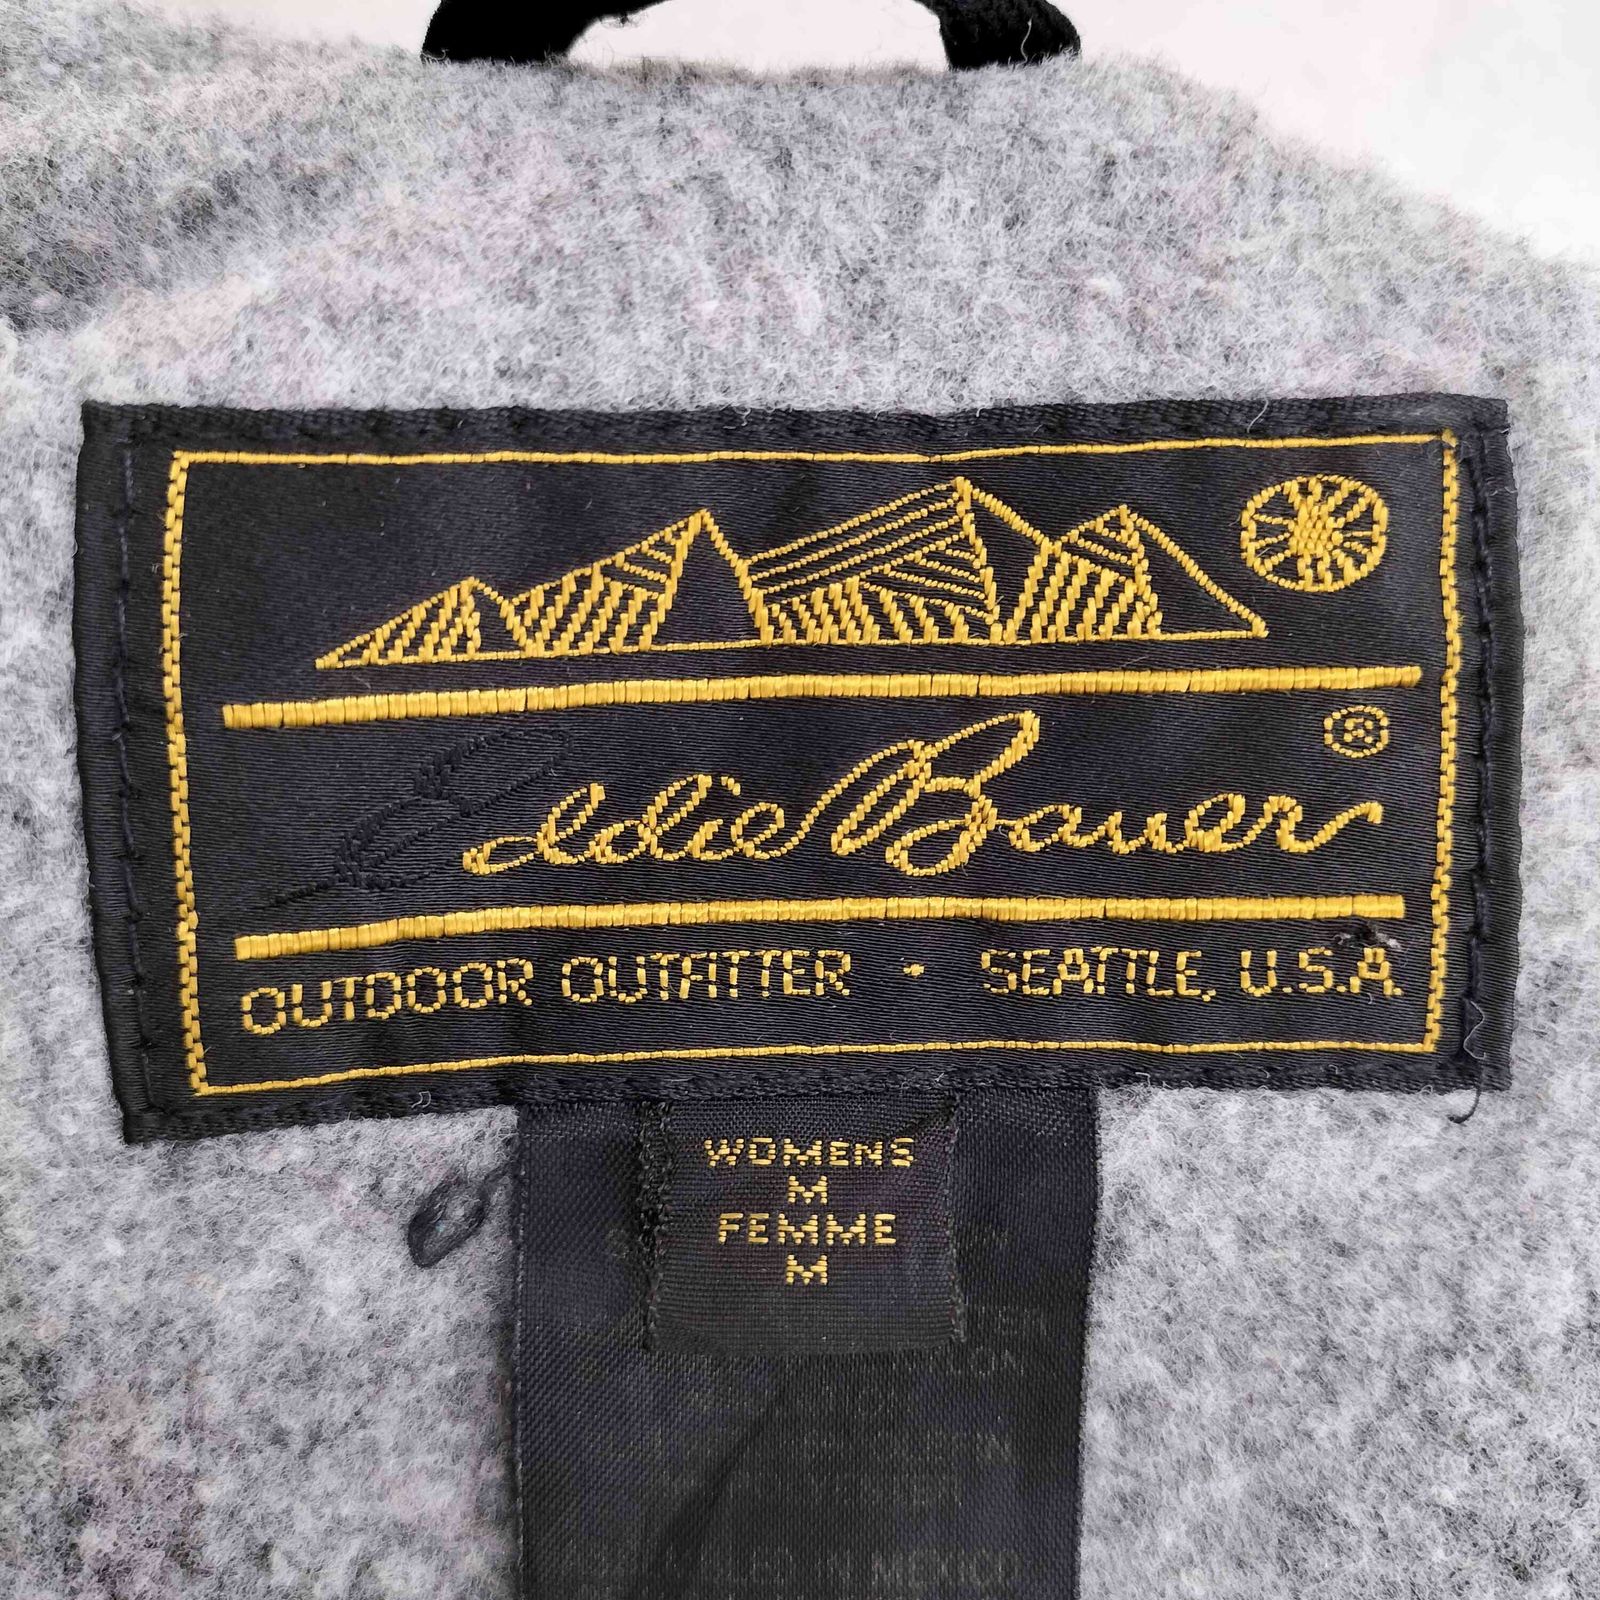 Eddie Bauer ®
OUTDOOR OUTFITTER • SEATTLE, U.S.A.
WOMENS
M
FEMME
M